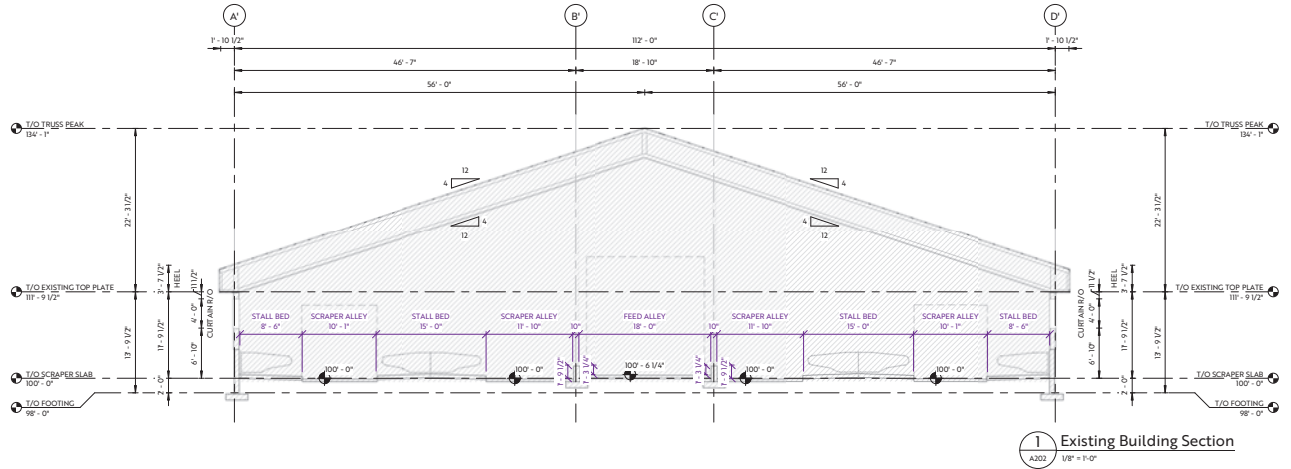 A' B' C' D'
1' - 10 1/2" 112' - 0" 1' - 10 1/2"
46' - 7" 18' - 10" 46' - 7"
56' - 0" 56' - 0"
T/O TRUSS PEAK T/O TRUSS PEAK
134' - 1" 134' - 1"
12 12
4 4
4 4
12 12
22' - 3 1/2" 22' - 3 1/2"
3' - 7 1/2" HEEL 11 1/2" 11 1/2" HEEL 3' - 7 1/2"
T/O EXISTING TOP PLATE T/O EXISTING TOP PLATE
111' - 9 1/2" 111' - 9 1/2"
13' - 9 1/2" 11' - 9 1/2" 4' - 0" CURTAIN R/O CURTAIN R/O 4' - 0" 11' - 9 1/2" 13' - 9 1/2"
STALL BED SCRAPER ALLEY STALL BED SCRAPER ALLEY FEED ALLEY SCRAPER ALLEY STALL BED SCRAPER ALLEY STALL BED
8' - 6" 10' - 1" 15' - 0" 11' - 10" 10" 18' - 0" 10" 11' - 10" 15' - 0" 10' - 1" 8' - 6"
6' - 10" 6' - 10"
100' - 0" 100' - 0" 1' - 9 1/2" 1' - 3 1/4" 100' - 6 1/4" 1' - 3 1/4" 1' - 9 1/2" 100' - 0" 100' - 0"
T/O SCRAPER SLAB T/O SCRAPER SLAB
100' - 0" 100' - 0"
2' - 0" 2' - 0"
T/O FOOTING T/O FOOTING
98' - 0" 98' - 0"
1 Existing Building Section
A202 1/8" = 1'-0"